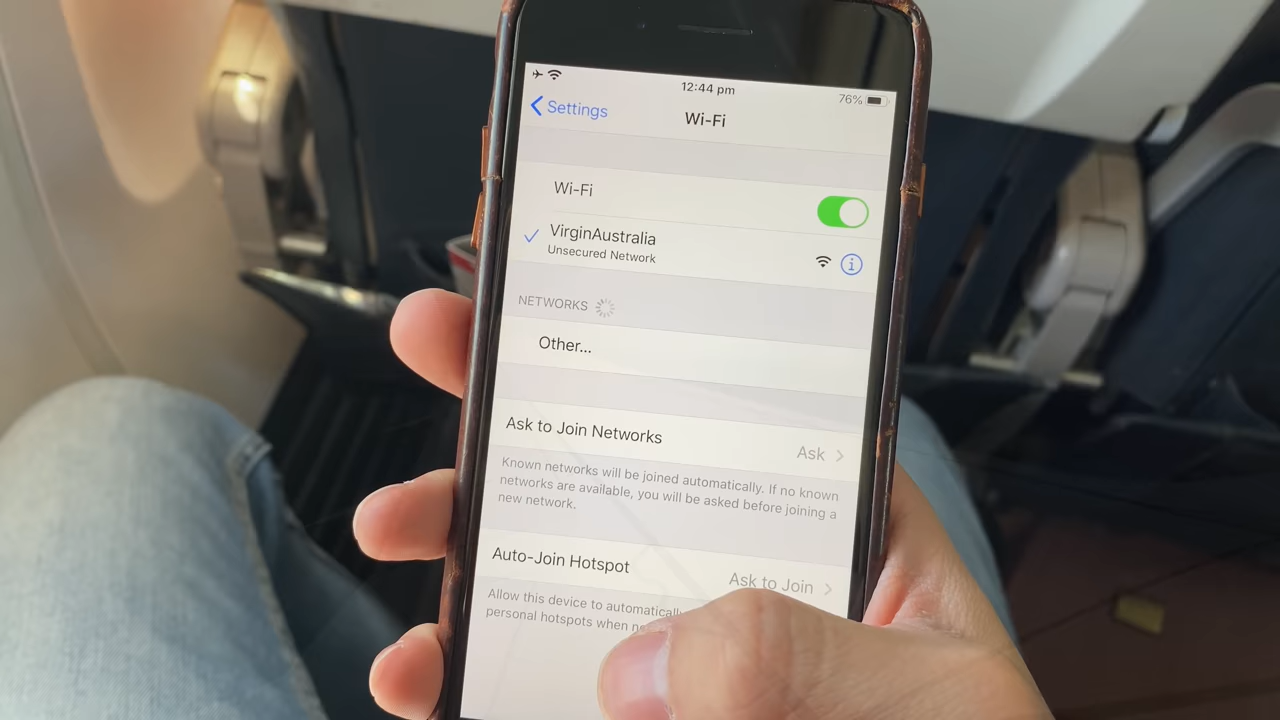 12:44 pm
76%
Settings
Wi-Fi
Wi-Fi
VirginAustralia
Unsecured Network
NETWORKS
Other...
Ask to Join Networks
Ask
Known networks will be joined automatically. If no known
networks are available, you will be asked before joining a
new network.
Auto-Join Hotspot
Ask to Join
Allow this device to automatically
personal hotspots when